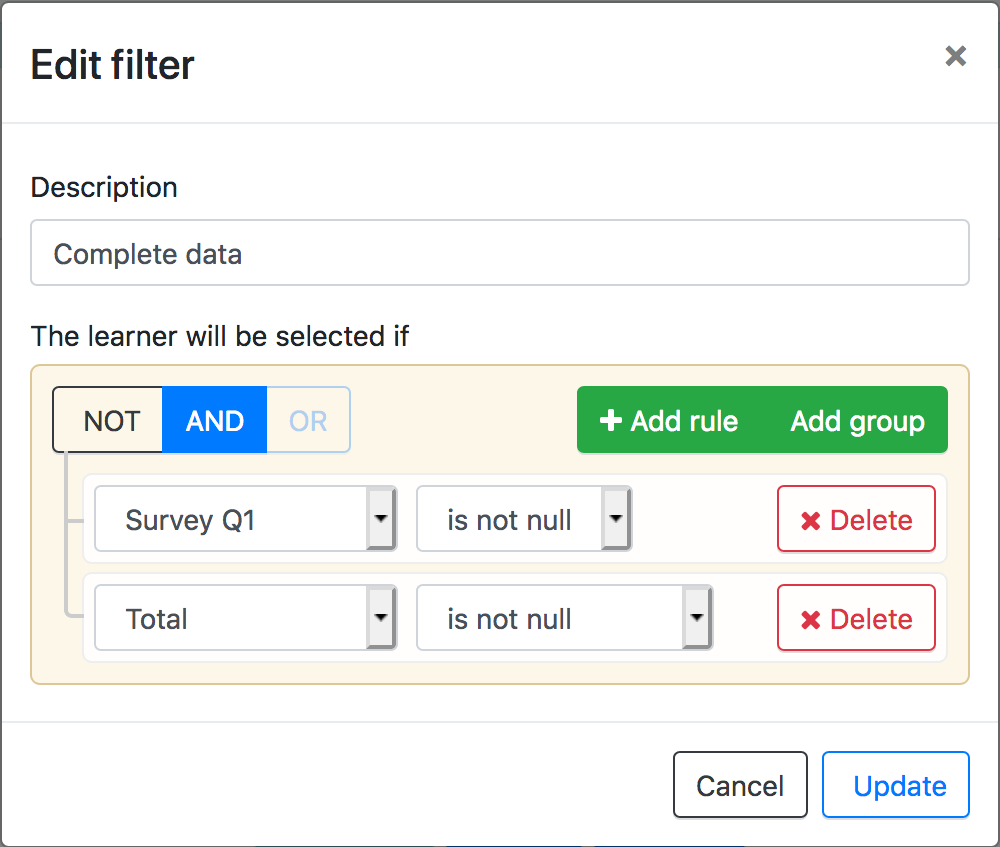 Edit filter ×
Description
Complete data
The learner will be selected if
NOT AND OR + Add rule Add group
Survey Q1 is not null ✖ Delete
Total is not null ✖ Delete
Cancel Update